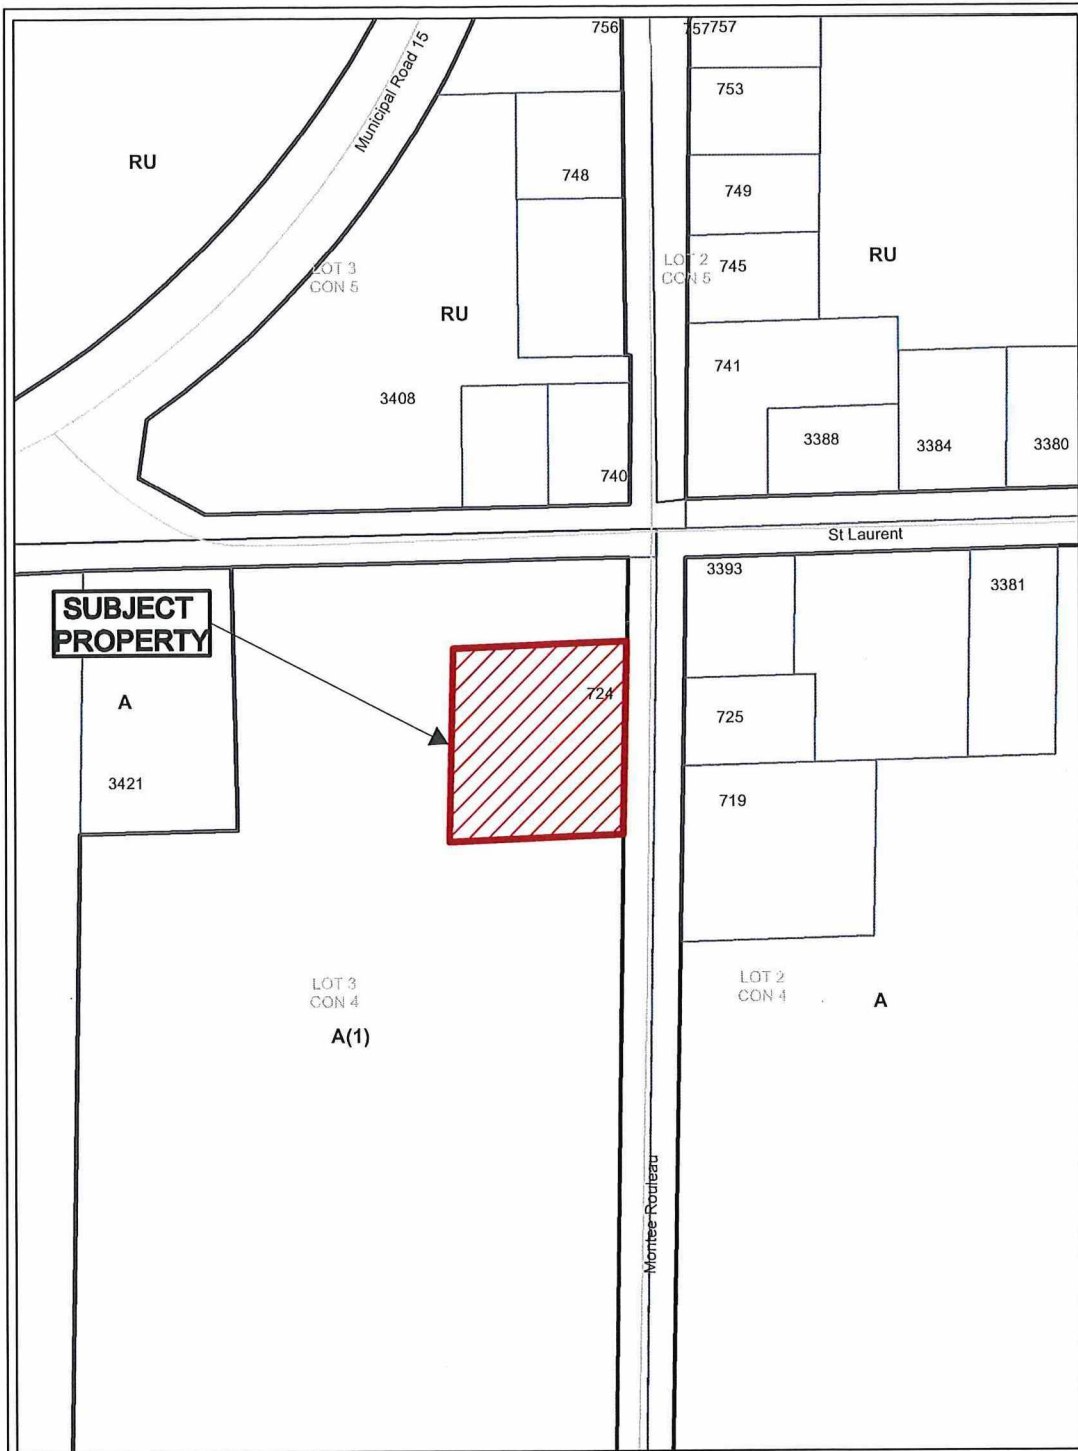 756
757757
Municipal Road 15
753
RU
748
749
LOT 3
CON 5
LOT 2
CON 5
745
RU
RU
741
3408
3388
3384
3380
740
St Laurent
3393
3381
SUBJECT
PROPERTY
724
A
725
3421
719
LOT 3
CON 4
LOT 2
CON 4
A
A(1)
Montee Rouleau